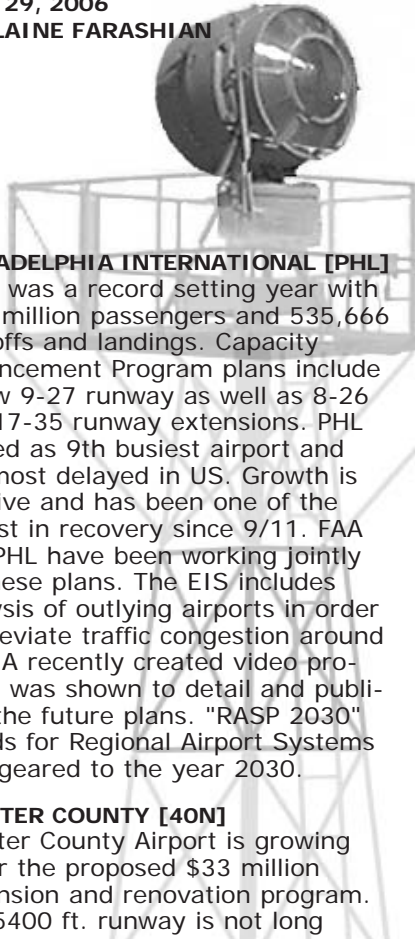 29, 2006
LAINE FARASHIAN
ADELPHIA INTERNATIONAL [PHL]
was a record setting year with
million passengers and 535,666
offs and landings. Capacity
ncement Program plans include
w 9-27 runway as well as 8-26
17-35 runway extensions. PHL
ed as 9th busiest airport and
most delayed in US. Growth is
ive and has been one of the
st in recovery since 9/11. FAA
PHL have been working jointly
hese plans. The EIS includes
ysis of outlying airports in order
leviate traffic congestion around
A recently created video pro-
was shown to detail and publi-
the future plans. "RASP 2030"
ds for Regional Airport Systems
geared to the year 2030.
TER COUNTY [40N]
ter County Airport is growing
r the proposed $33 million
nsion and renovation program.
5400 ft. runway is not long